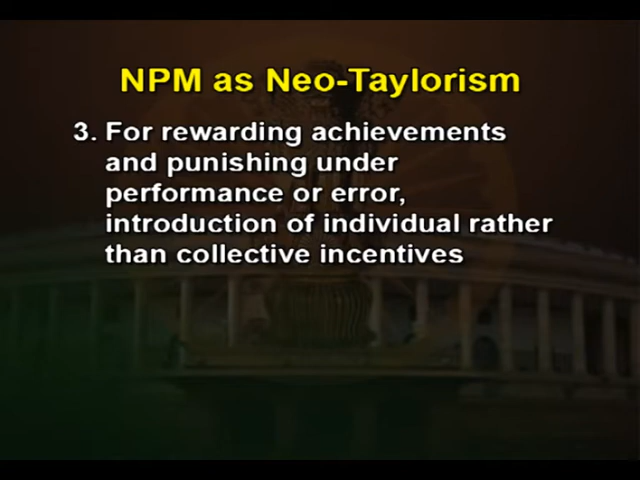 NPM as Neo-Taylorism
3. For rewarding achievements
and punishing under
performance or error,
introduction of individual rather
than collective incentives